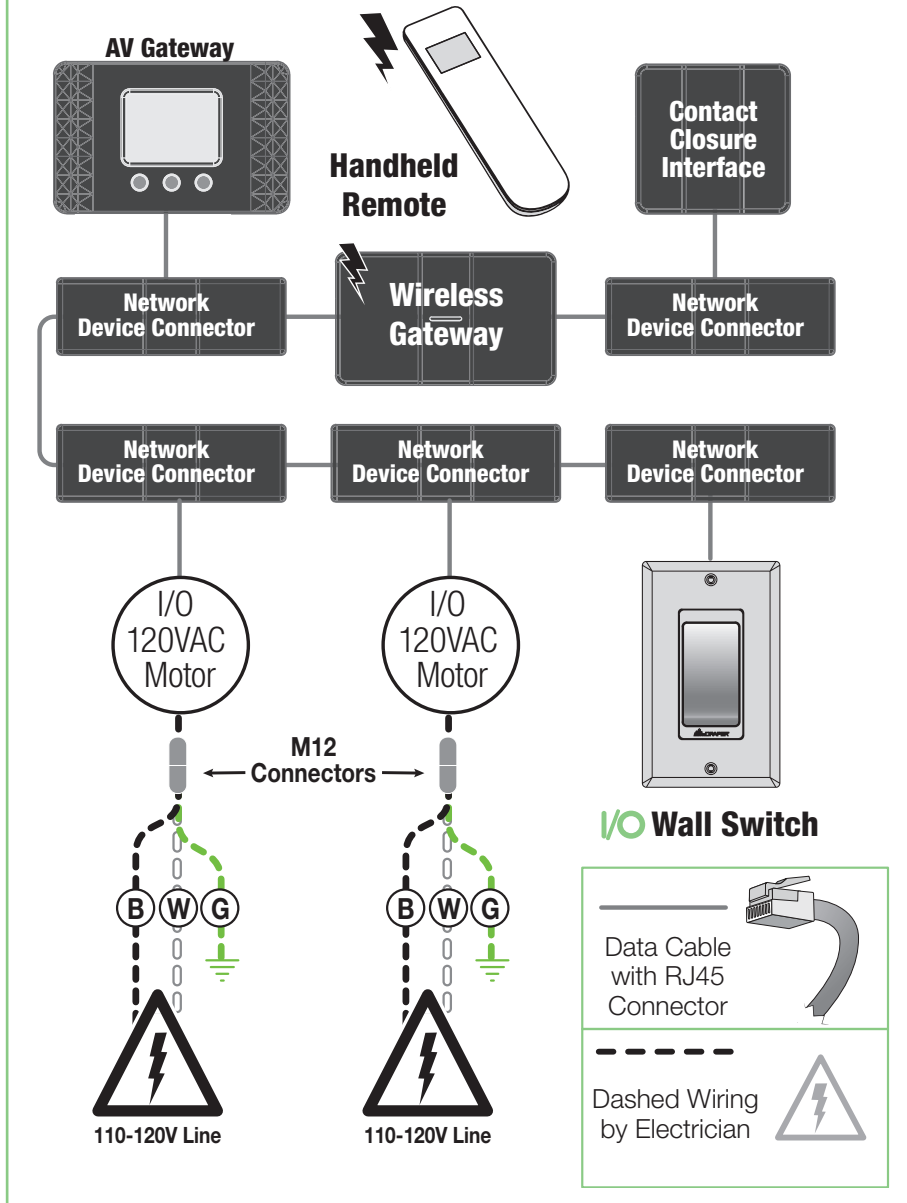 AV Gateway
Handheld
Remote
Contact
Closure
Interface
Network
Device Connector
Wireless
Gateway
Network
Device Connector
Network
Device Connector
Network
Device Connector
Network
Device Connector
I/O
120VAC
Motor
I/O
120VAC
Motor
DRAPER
M12
Connectors
I/O Wall Switch
B W G
B W G
110-120V Line
110-120V Line
Data Cable
with RJ45
Connector
Dashed Wiring
by Electrician